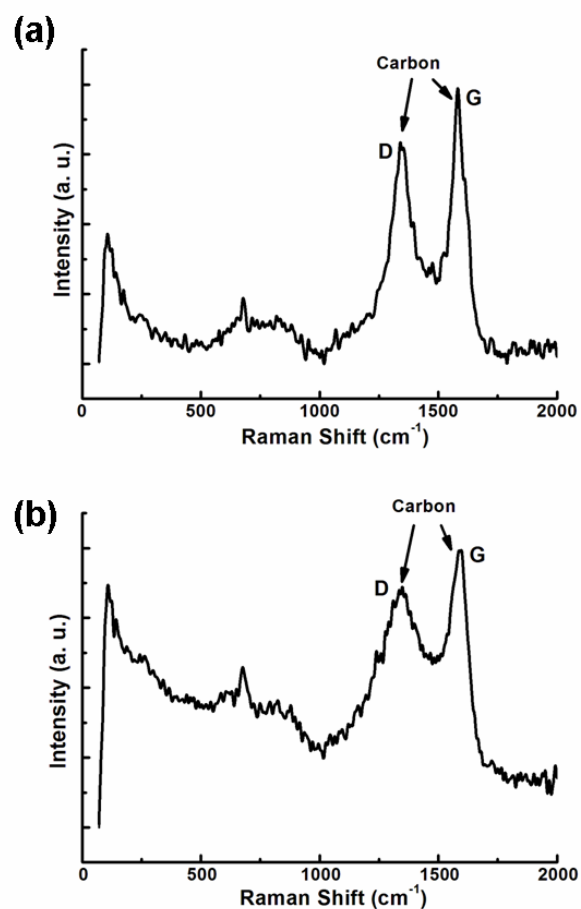 (a)
Carbon
D
G
Intensity (a. u.)
0 500 1000 1500 2000
Raman Shift (cm⁻¹)
(b)
Carbon
D
G
Intensity (a. u.)
0 500 1000 1500 2000
Raman Shift (cm⁻¹)